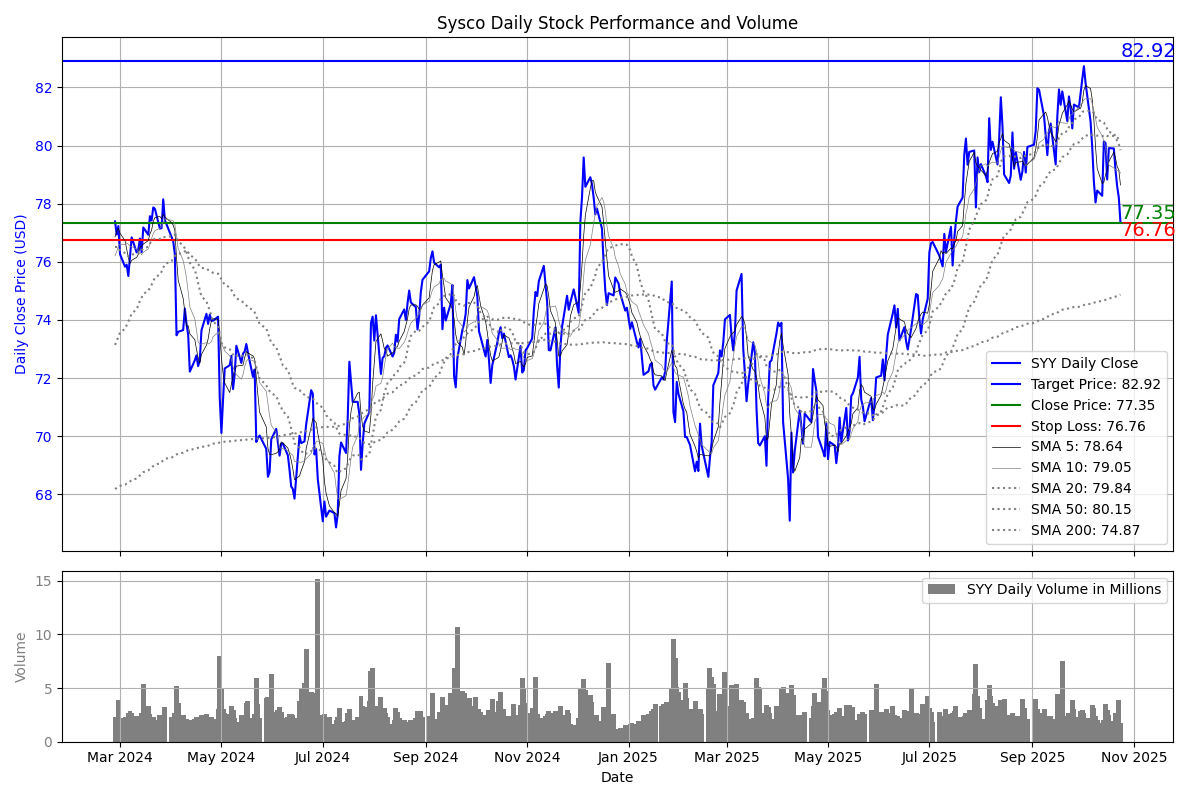 Sysco Daily Stock Performance and Volume
82.92
82
80
78
77.35
76.76
76
74
72
70
68
Daily Close Price (USD)
SYY Daily Close
Target Price: 82.92
Close Price: 77.35
Stop Loss: 76.76
SMA 5: 78.64
SMA 10: 79.05
SMA 20: 79.84
SMA 50: 80.15
SMA 200: 74.87
15
10
5
0
Volume
SYY Daily Volume in Millions
Mar 2024 May 2024 Jul 2024 Sep 2024 Nov 2024 Jan 2025 Mar 2025 May 2025 Jul 2025 Sep 2025 Nov 2025
Date